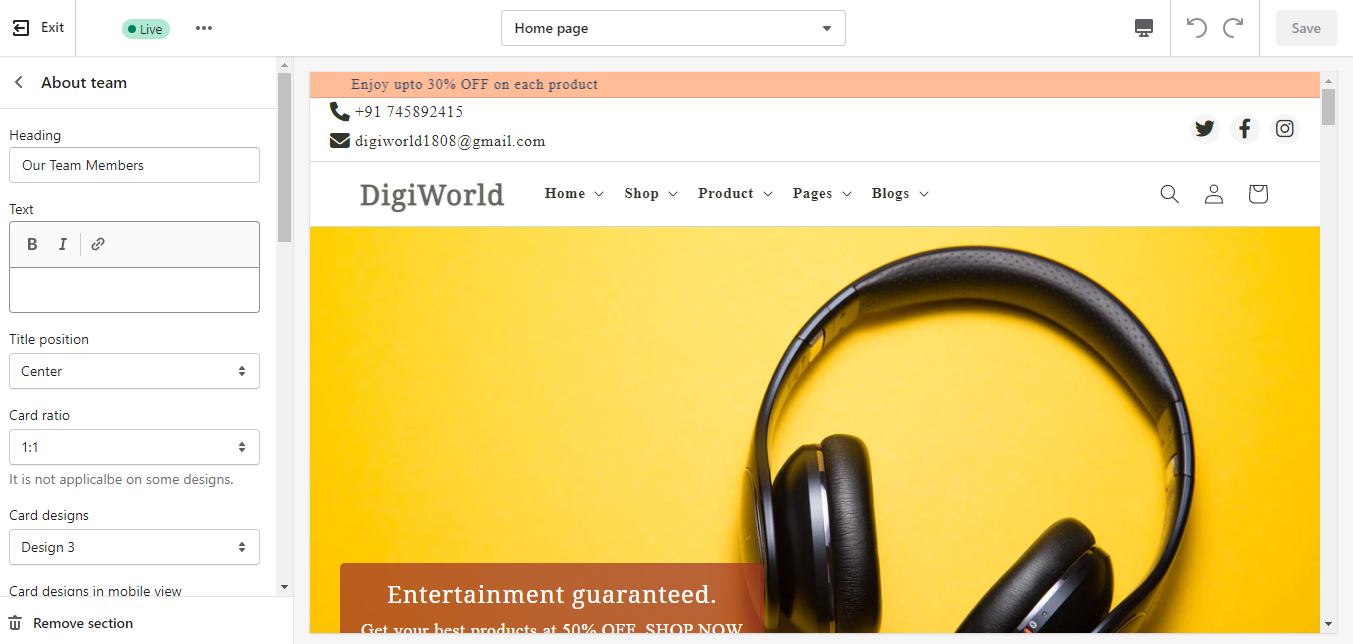 Exit
Live
Home page
Save
About team
Heading
Our Team Members
Text
B I
Title position
Center
Card ratio
1:1
It is not applicalbe on some designs.
Card designs
Design 3
Card designs in mobile view
Remove section
Enjoy upto 30% OFF on each product
+91 745892415
digiworld1808@gmail.com
DigiWorld
Home Shop Product Pages Blogs
Entertainment guaranteed.
Get your best products at 50% OFF. SHOP NOW